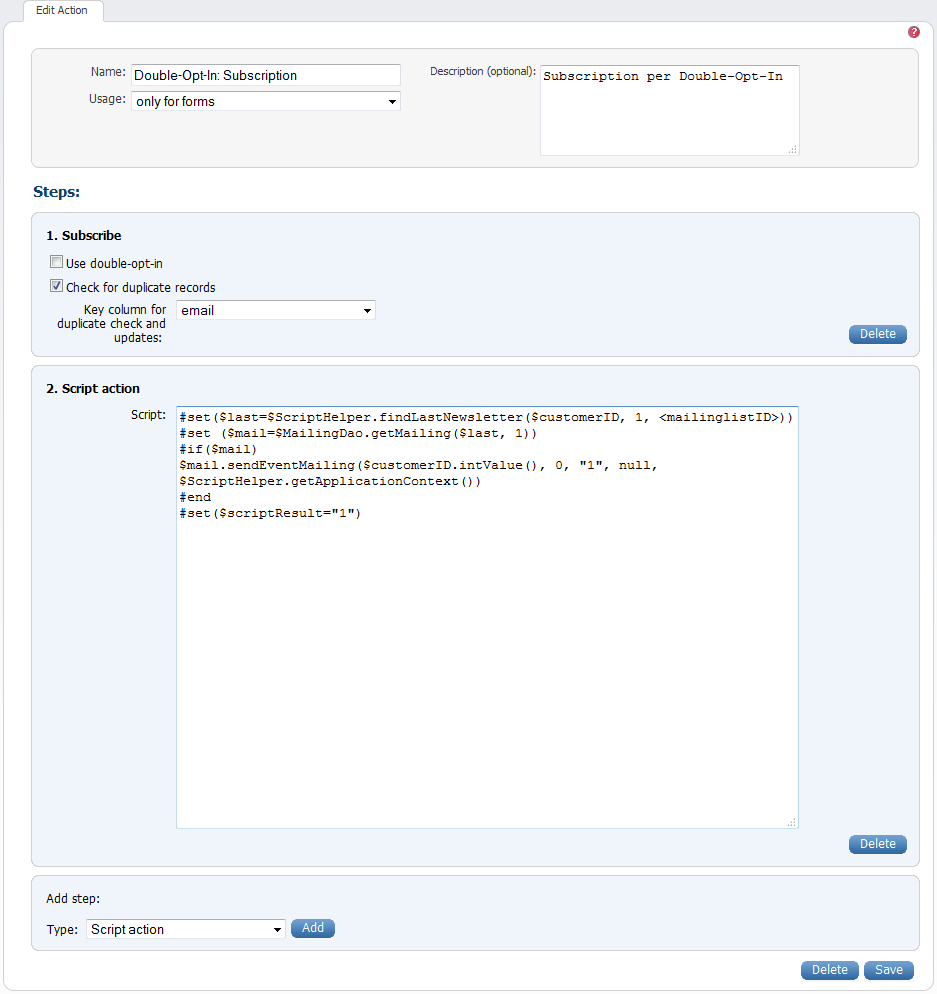 Edit Action
?
Name: Double-Opt-In: Subscription
Description (optional): Subscription per Double-Opt-In
Usage: only for forms
Steps:
1. Subscribe
Use double-opt-in
Check for duplicate records
Key column for
duplicate check and
updates:
email
Delete
2. Script action
Script:
#set($last=$ScriptHelper.findLastNewsletter($customerID, 1, <mailinglistID>))
#set ($mail=$MailingDao.getMailing($last, 1))
#if($mail)
$mail.sendEventMailing($customerID.intValue(), 0, "1", null,
$ScriptHelper.getApplicationContext())
#end
#set($scriptResult="1")
Delete
Add step:
Type: Script action Add
Delete Save